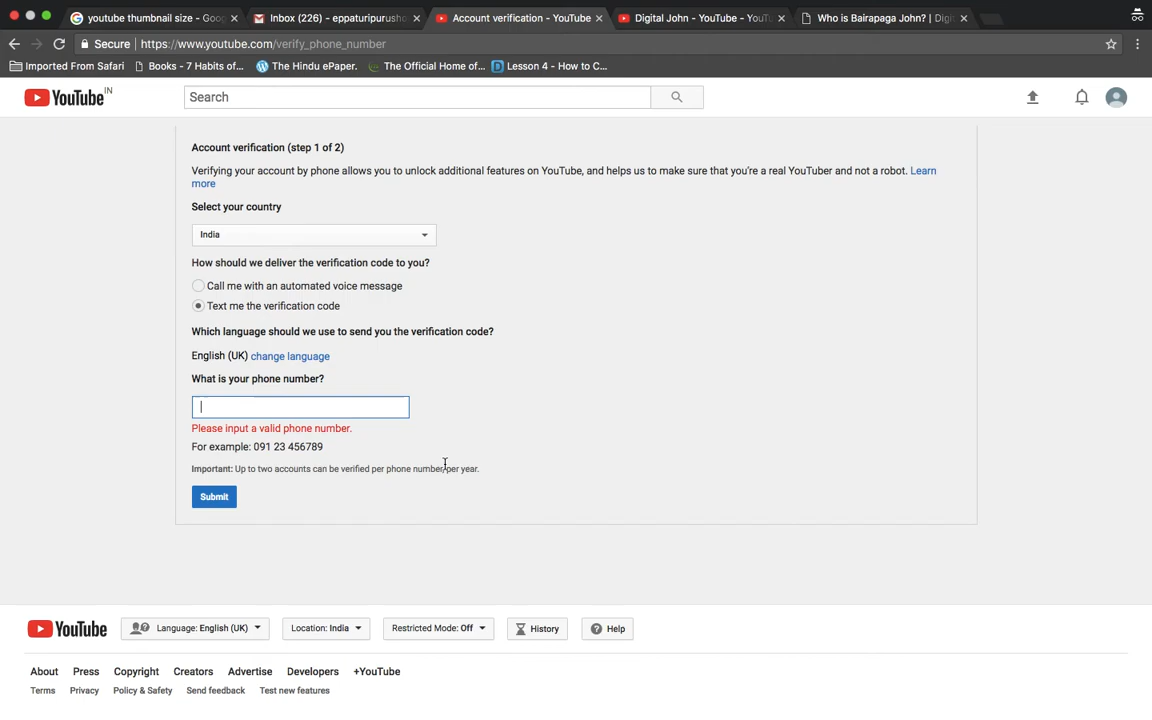 youtube thumbnail size - Goo
Inbox (226) - eppaturipurusho
Account verification - YouTube
Digital John - YouTube - YouTu
Who is Bairapaga John? | Digi
Secure https://www.youtube.com/verify_phone_number
Imported From Safari
Books - 7 Habits of...
The Hindu ePaper.
The Official Home of...
Lesson 4 - How to C...
YouTube IN
Search
Account verification (step 1 of 2)
Verifying your account by phone allows you to unlock additional features on YouTube, and helps us to make sure that you're a real YouTuber and not a robot. Learn
more
Select your country
India
How should we deliver the verification code to you?
Call me with an automated voice message
Text me the verification code
Which language should we use to send you the verification code?
English (UK) change language
What is your phone number?
Please input a valid phone number.
For example: 091 23 456789
Important: Up to two accounts can be verified per phone number per year.
Submit
YouTube
Language: English (UK)
Location: India
Restricted Mode: Off
History
Help
About Press Copyright Creators Advertise Developers +YouTube
Terms Privacy Policy & Safety Send feedback Test new features